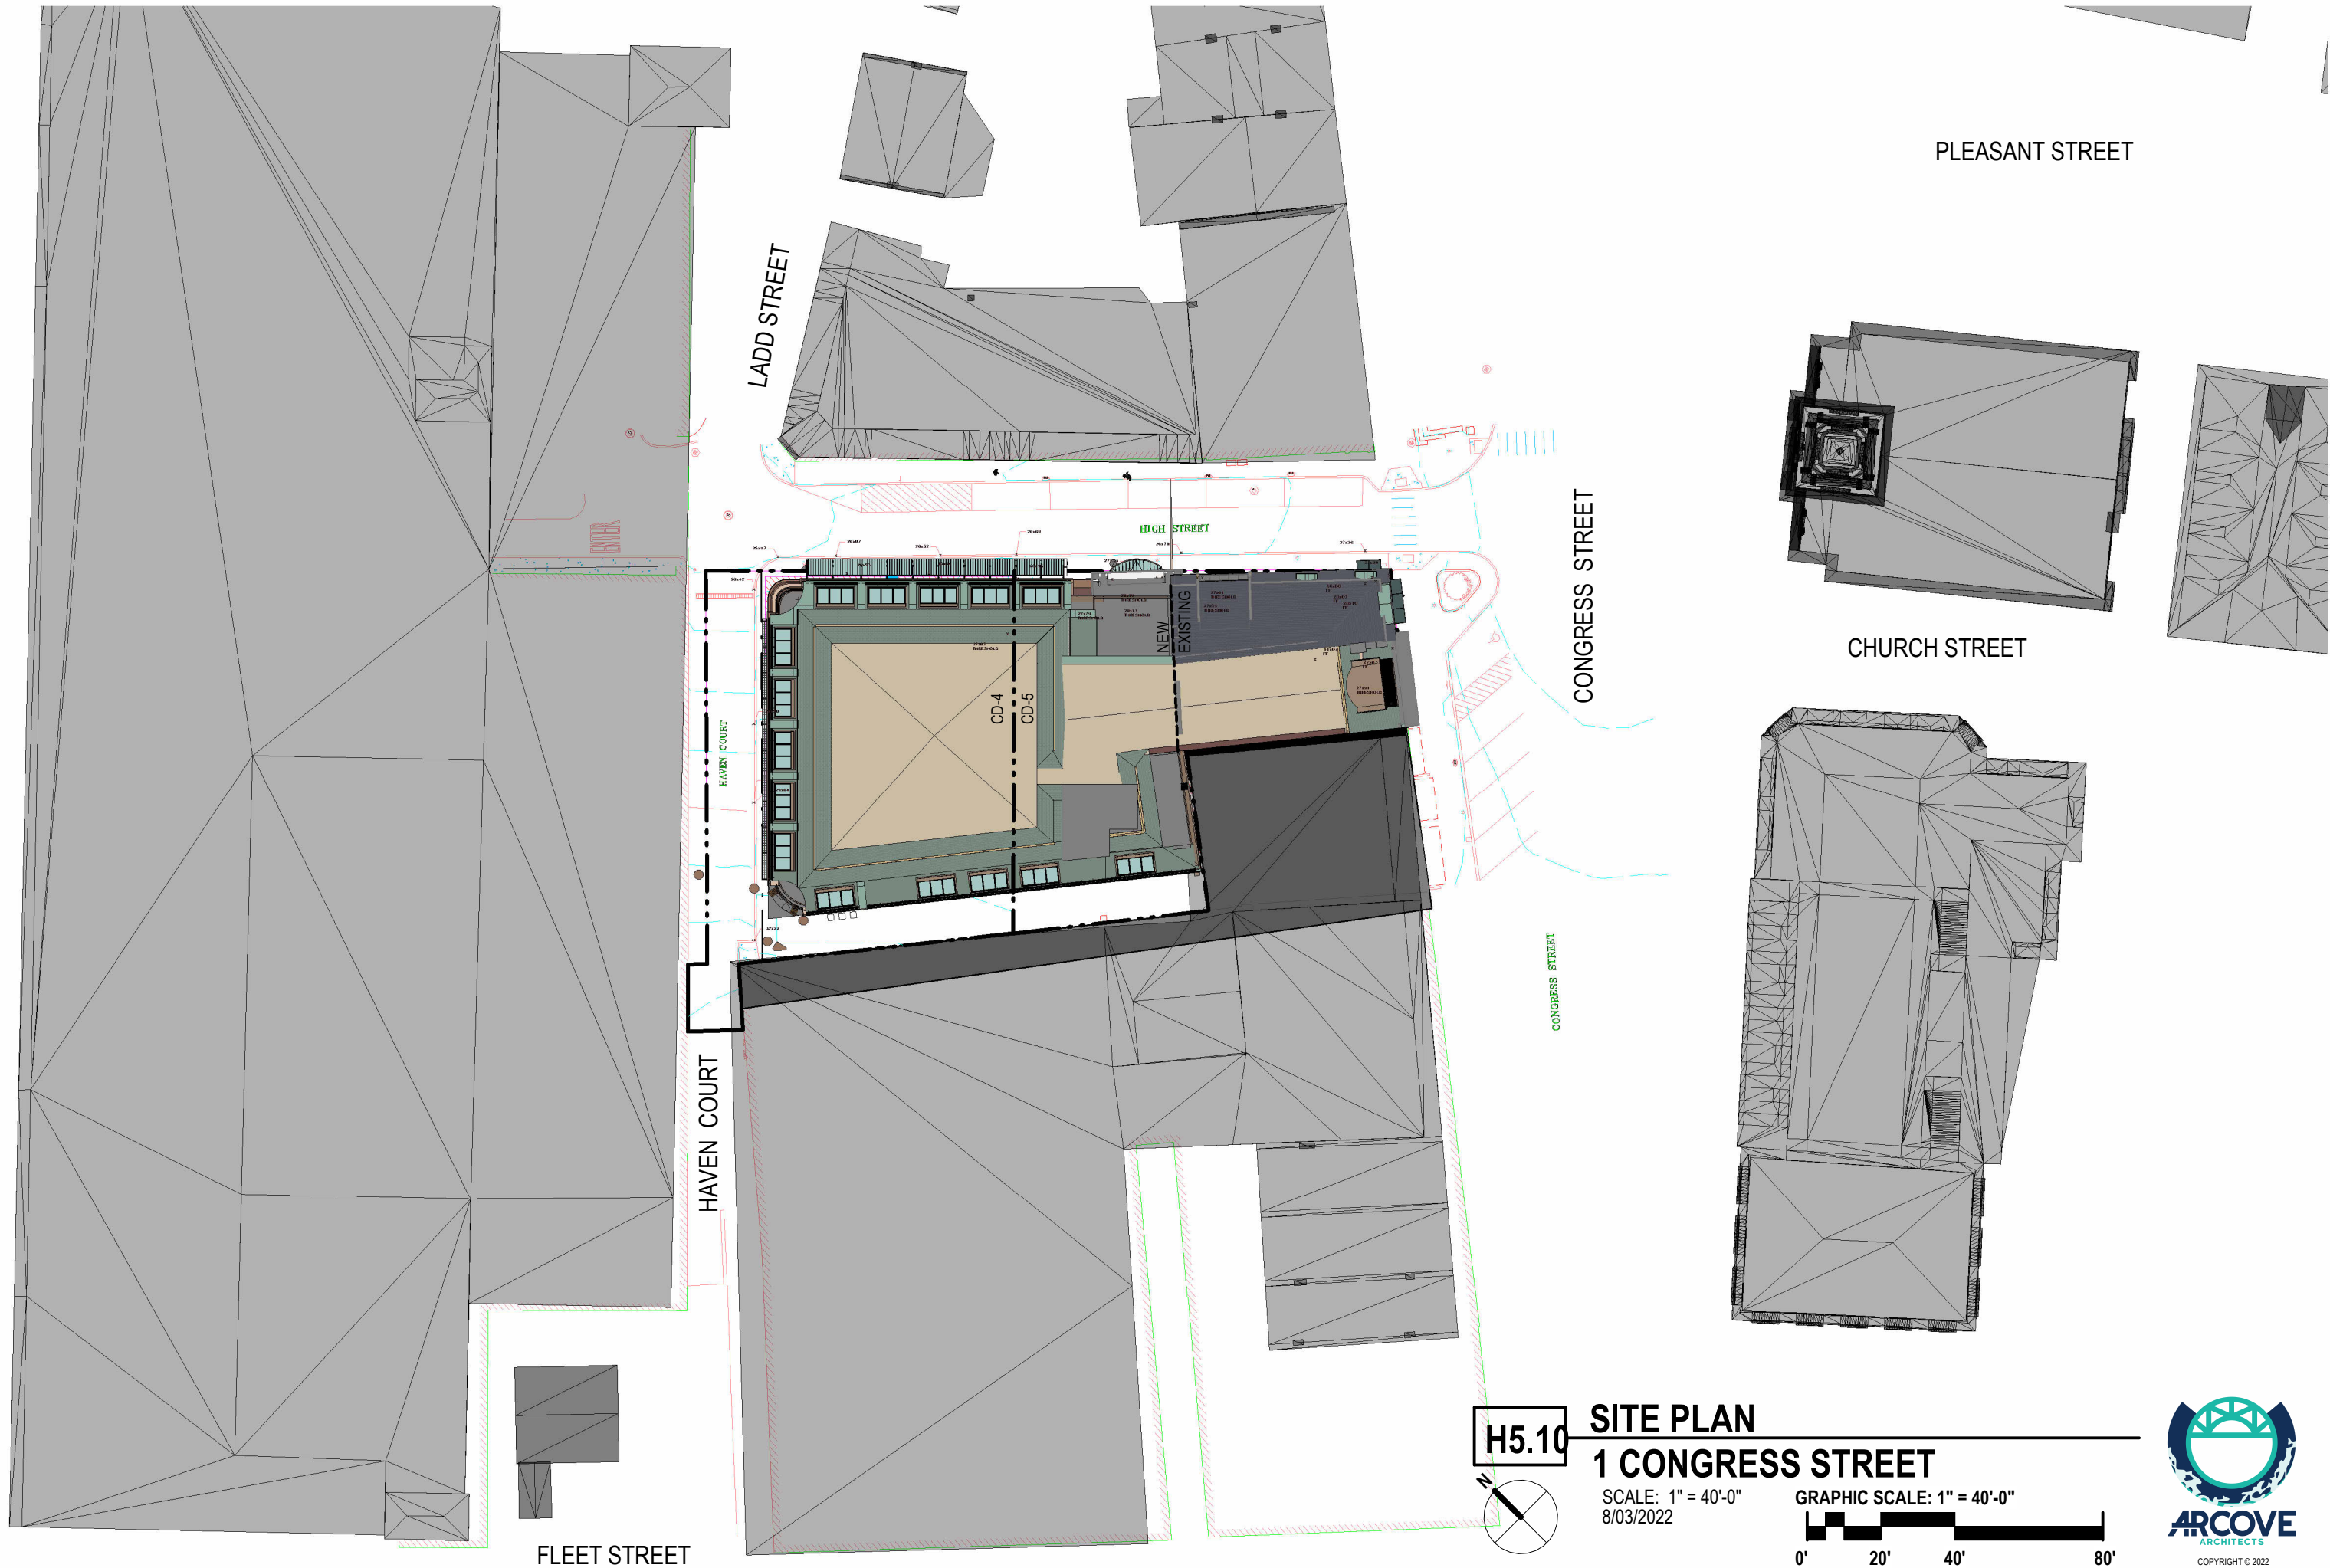 PLEASANT STREET
LADD STREET
ENTER
HIGH STREET
CONGRESS STREET
NEW
EXISTING
CHURCH STREET
CD-4
CD-5
HAVEN COURT
CONGRESS STREET
HAVEN COURT
FLEET STREET
H5.10
SITE PLAN
1 CONGRESS STREET
SCALE: 1" = 40'-0"
8/03/2022
GRAPHIC SCALE: 1" = 40'-0"
0' 20' 40' 80'
N
ARCOVE
ARCHITECTS
COPYRIGHT © 2022